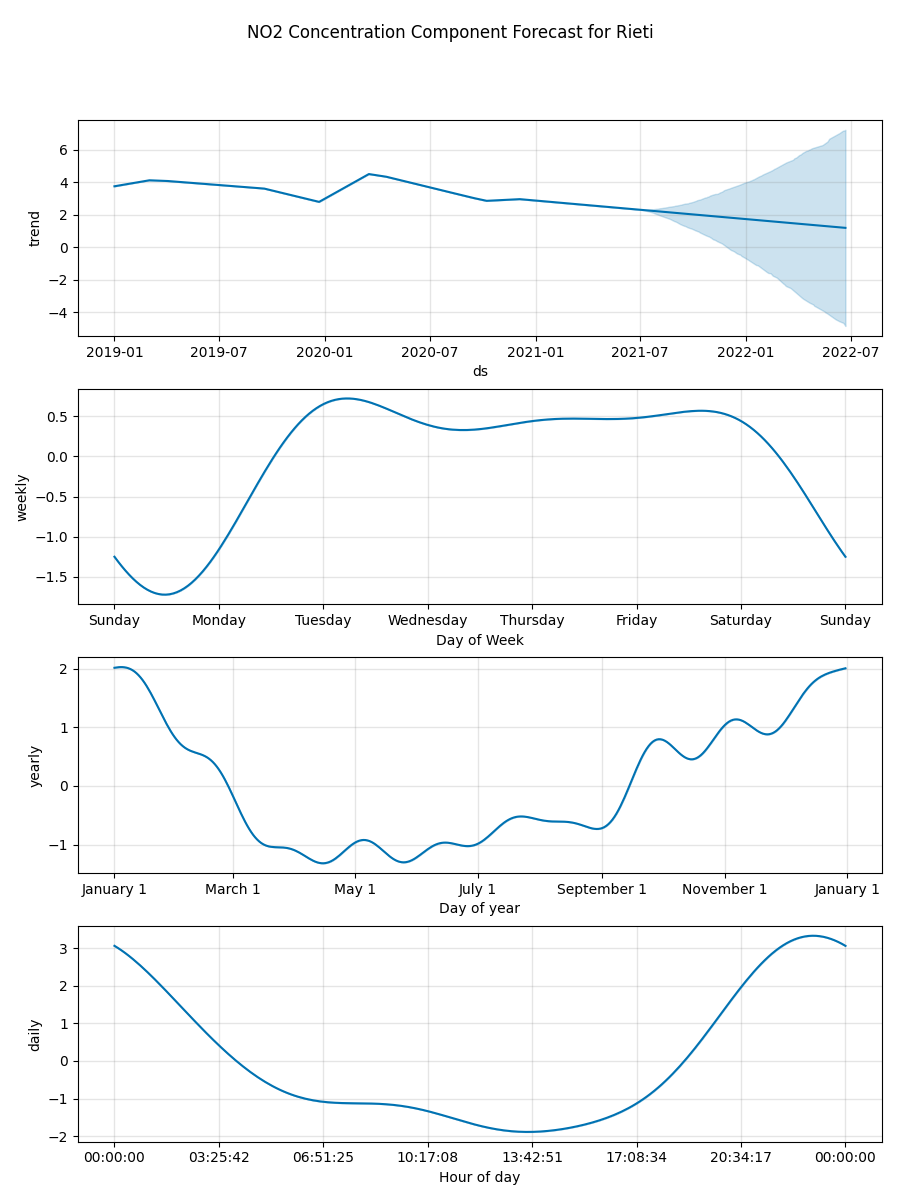 NO2 Concentration Component Forecast for Rieti
6
4
2
0
−2
−4
trend
2019-01 2019-07 2020-01 2020-07 2021-01 2021-07 2022-01 2022-07
ds
0.5
0.0
−0.5
−1.0
−1.5
weekly
Sunday Monday Tuesday Wednesday Thursday Friday Saturday Sunday
Day of Week
2
1
0
−1
yearly
January 1 March 1 May 1 July 1 September 1 November 1 January 1
Day of year
3
2
1
0
−1
−2
daily
00:00:00 03:25:42 06:51:25 10:17:08 13:42:51 17:08:34 20:34:17 00:00:00
Hour of day